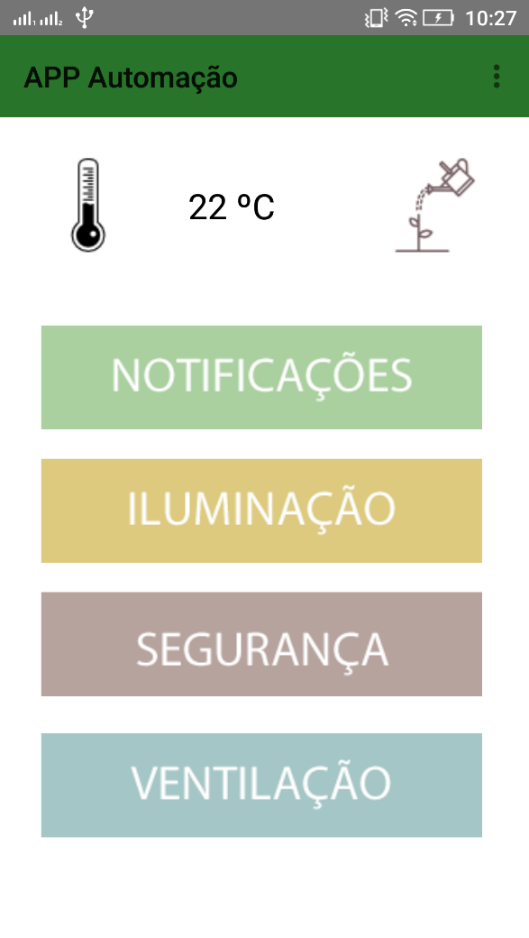 10:27
APP Automação
22 ºC
NOTIFICAÇÕES
ILUMINAÇÃO
SEGURANÇA
VENTILAÇÃO